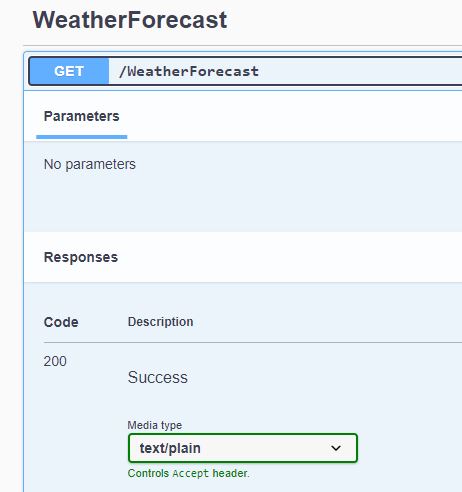 WeatherForecast
GET /WeatherForecast
Parameters
No parameters
Responses
Code Description
200
Success
Media type
text/plain
Controls Accept header.